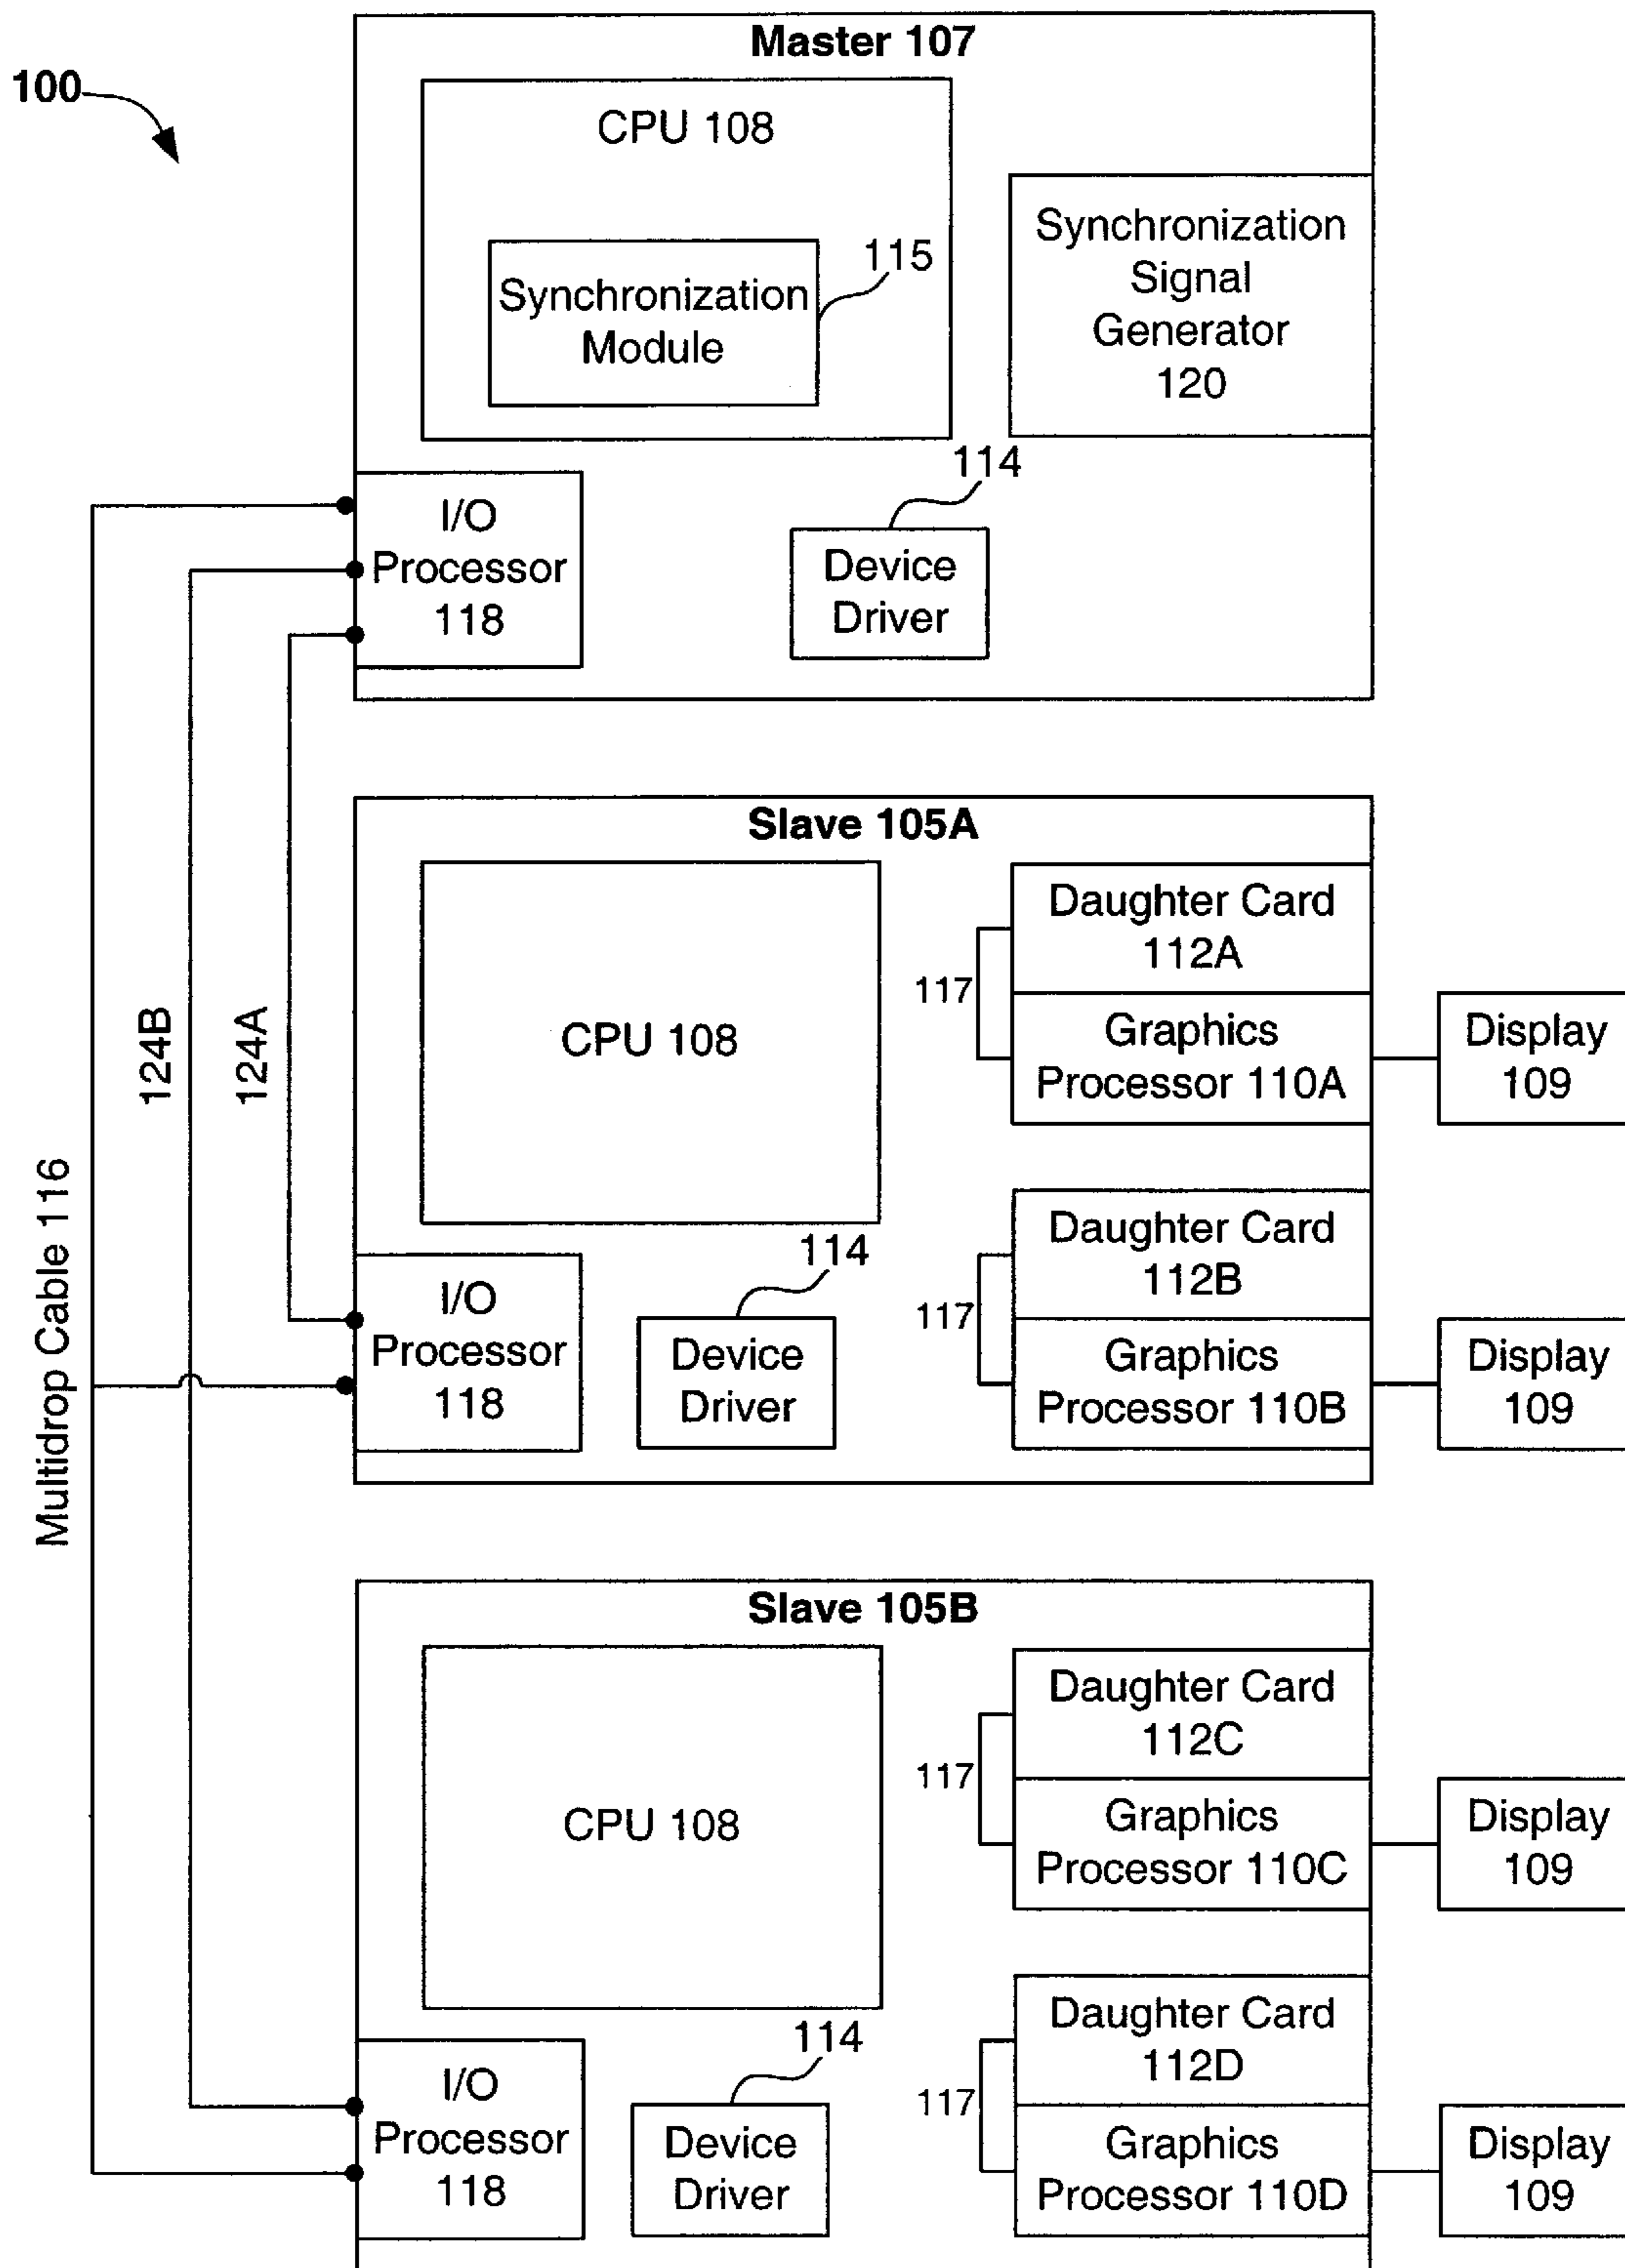 100
Master 107
CPU 108
Synchronization
Module
115
Synchronization
Signal
Generator
120
I/O
Processor
118
114
Device
Driver
Multidrop Cable 116
124B
124A
Slave 105A
CPU 108
I/O
Processor
118
114
Device
Driver
117
Daughter Card
112A
Graphics
Processor 110A
Display
109
117
Daughter Card
112B
Graphics
Processor 110B
Display
109
Slave 105B
CPU 108
I/O
Processor
118
114
Device
Driver
117
Daughter Card
112C
Graphics
Processor 110C
Display
109
117
Daughter Card
112D
Graphics
Processor 110D
Display
109